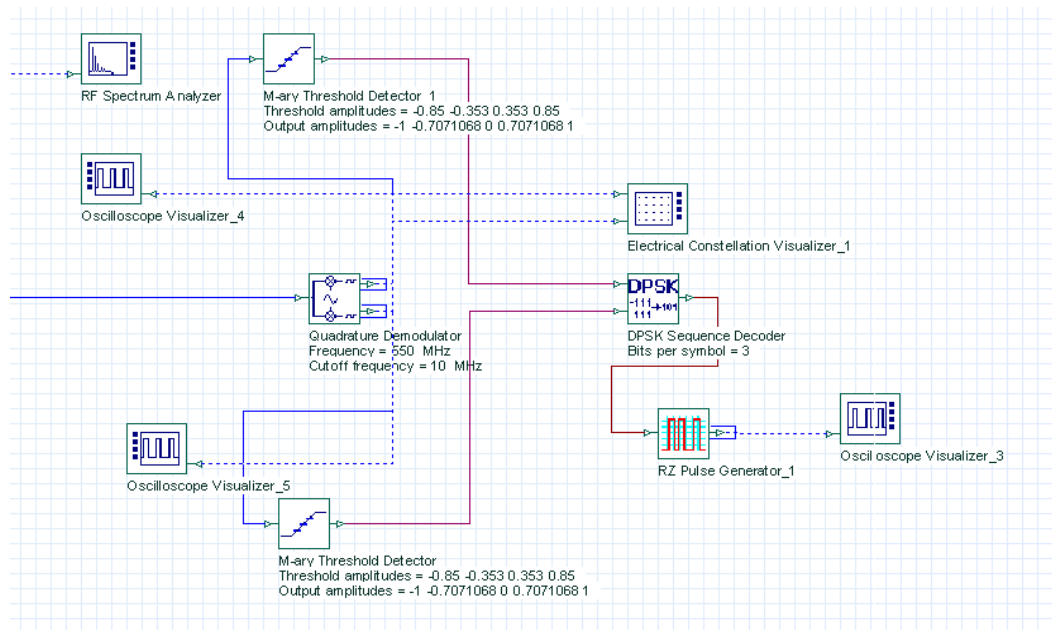 RF Spectrum Analyzer
M-ary Threshold Detector_1
Threshold amplitudes = -0.85 -0.353 0.353 0.85
Output amplitudes = -1 -0.7071068 0 0.7071068 1
Oscilloscope Visualizer_4
Electrical Constellation Visualizer_1
Quadrature Demodulator
Frequency = 550 MHz
Cutoff frequency = 10 MHz
DPSK
-111
111
→101
DPSK Sequence Decoder
Bits per symbol = 3
Oscilloscope Visualizer_3
RZ Pulse Generator_1
Oscilloscope Visualizer_5
M-ary Threshold Detector
Threshold amplitudes = -0.85 -0.353 0.353 0.85
Output amplitudes = -1 -0.7071068 0 0.7071068 1